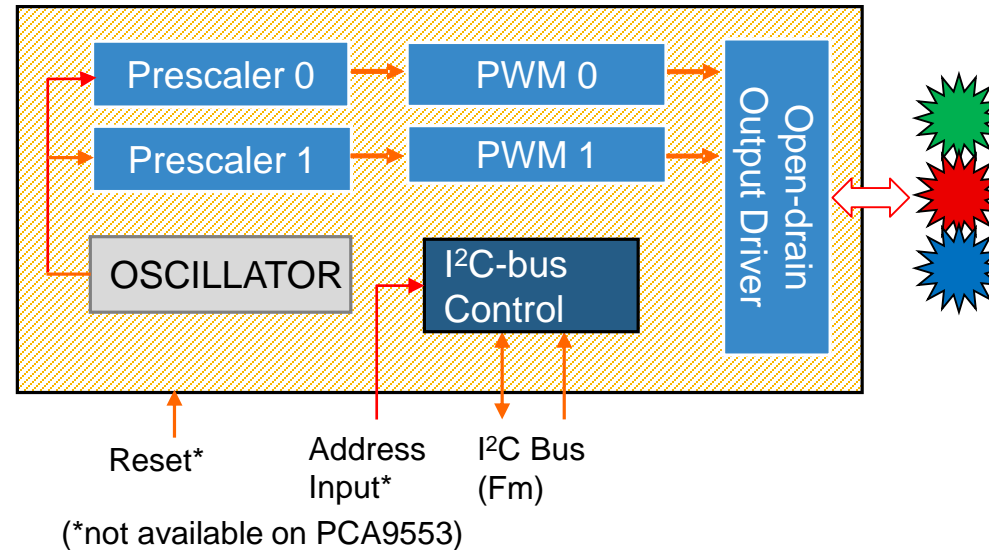 Prescaler 0
PWM 0
Prescaler 1
PWM 1
Open-drain
Output Driver
OSCILLATOR
I²C-bus
Control
Reset*
Address
Input*
I²C Bus
(Fm)
(*not available on PCA9553)